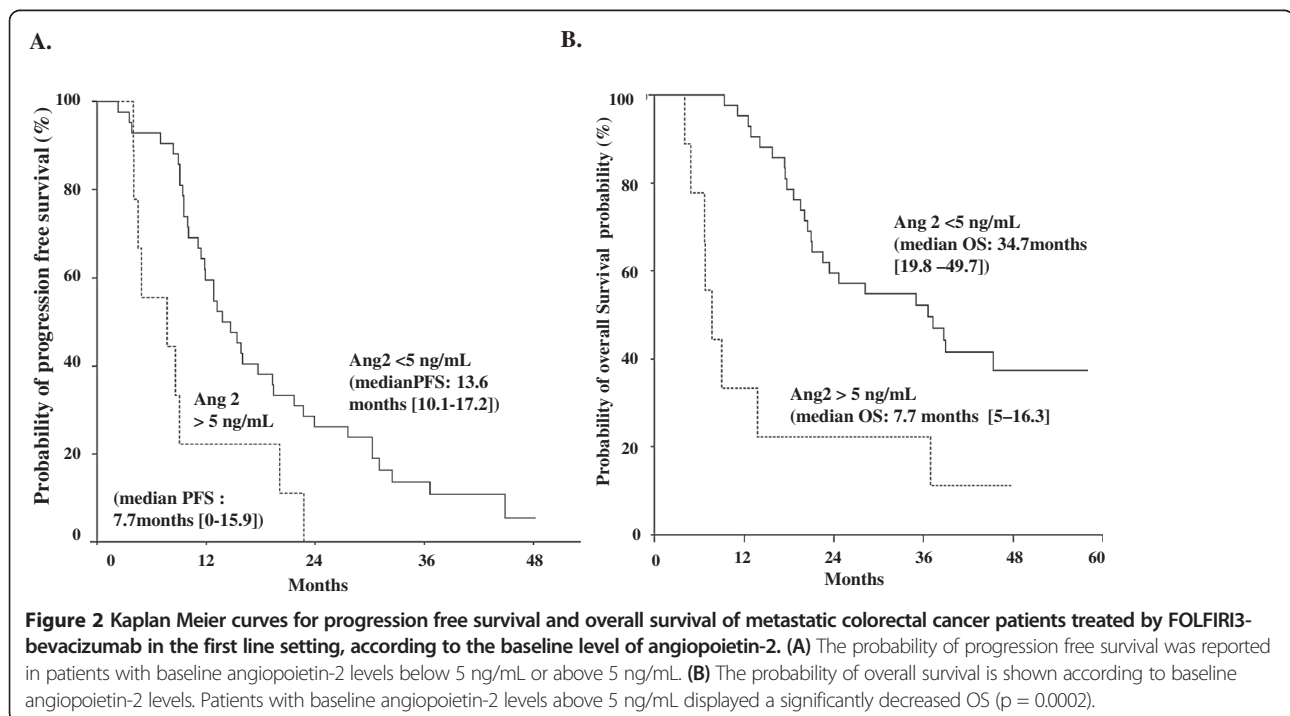 A.
Probability of progression free survival (%)
100
80
60
40
20
0
Ang2 <5 ng/mL
(medianPFS: 13.6
months [10.1-17.2])
Ang 2
> 5 ng/mL
(median PFS :
7.7months [0-15.9])
0 12 24 36 48
Months
B.
Probability of overall Survival probability (%)
100
80
60
40
20
0
Ang 2 <5 ng/mL
(median OS: 34.7months
[19.8 –49.7])
Ang2 > 5 ng/mL
(median OS: 7.7 months [5–16.3]
0 12 24 36 48 60
Months
Figure 2 Kaplan Meier curves for progression free survival and overall survival of metastatic colorectal cancer patients treated by FOLFIRI3-
bevacizumab in the first line setting, according to the baseline level of angiopoietin-2. (A) The probability of progression free survival was reported
in patients with baseline angiopoietin-2 levels below 5 ng/mL or above 5 ng/mL. (B) The probability of overall survival is shown according to baseline
angiopoietin-2 levels. Patients with baseline angiopoietin-2 levels above 5 ng/mL displayed a significantly decreased OS (p = 0.0002).